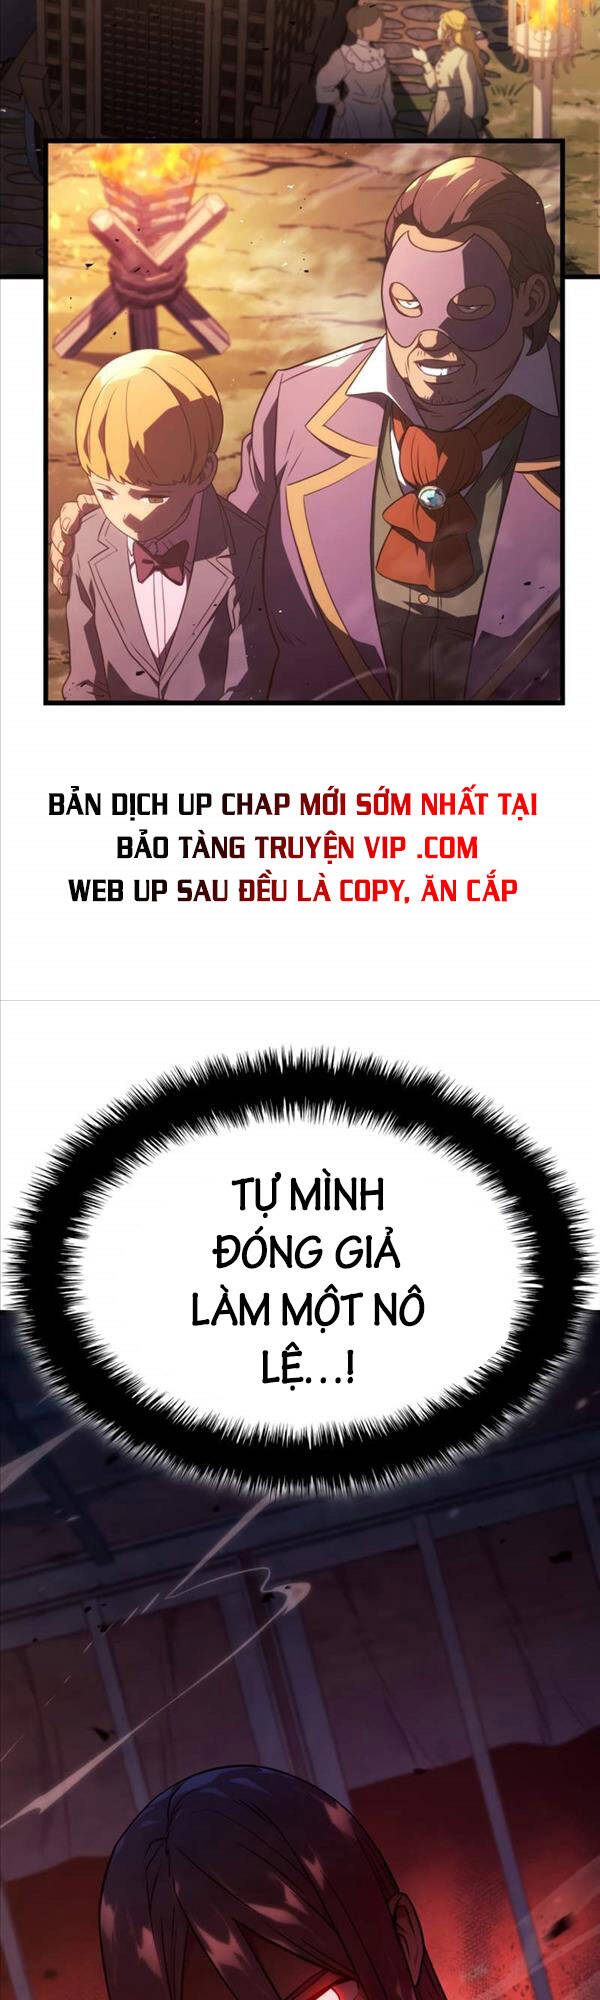 BẢN DỊCH UP CHAP MỚI SỚM NHẤT TẠI
BẢO TÀNG TRUYỆN VIP .COM
WEB UP SAU ĐỀU LÀ COPY, ĂN CẮP
TỰ MÌNH
ĐÓNG GIẢ
LÀM MỘT NÔ
LỆ...!